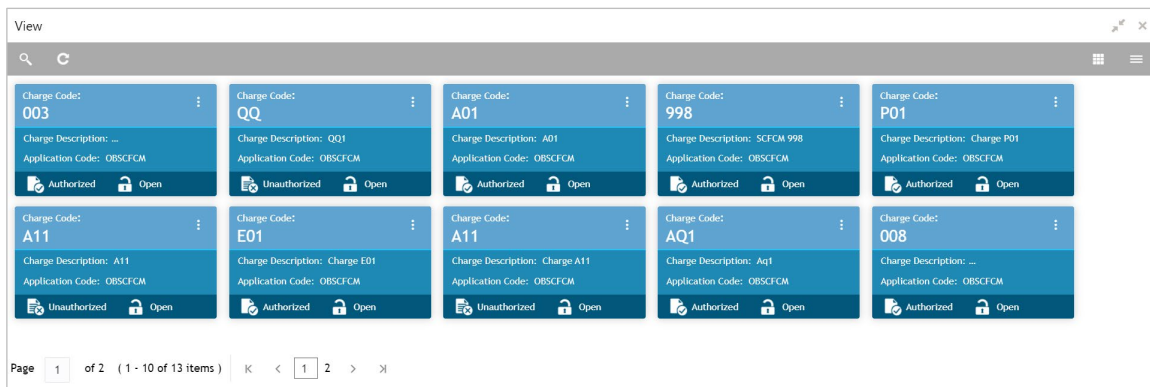 View
Charge Code:
003
Charge Description: ...
Application Code: OBSCFCM
Authorized Open
Charge Code:
QQ
Charge Description: QQ1
Application Code: OBSCFCM
Unauthorized Open
Charge Code:
A01
Charge Description: A01
Application Code: OBSCFCM
Authorized Open
Charge Code:
998
Charge Description: SCFCM 998
Application Code: OBSCFCM
Authorized Open
Charge Code:
P01
Charge Description: Charge P01
Application Code: OBSCFCM
Authorized Open
Charge Code:
A11
Charge Description: A11
Application Code: OBSCFCM
Unauthorized Open
Charge Code:
E01
Charge Description: Charge E01
Application Code: OBSCFCM
Authorized Open
Charge Code:
A11
Charge Description: Charge A11
Application Code: OBSCFCM
Unauthorized Open
Charge Code:
AQ1
Charge Description: Aq1
Application Code: OBSCFCM
Authorized Open
Charge Code:
008
Charge Description: ...
Application Code: OBSCFCM
Authorized Open
Page 1 of 2 ( 1 - 10 of 13 items ) 1 2